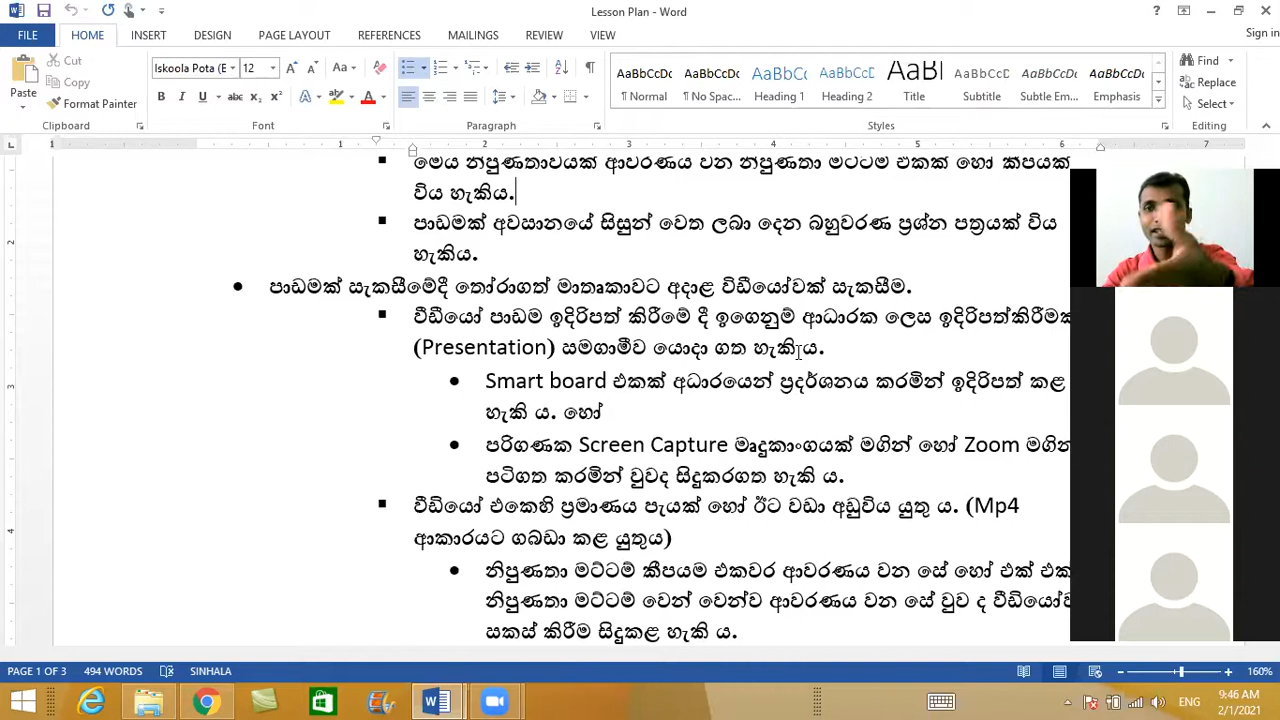 Lesson Plan - Word
Sign in
FILE HOME INSERT DESIGN PAGE LAYOUT REFERENCES MAILINGS REVIEW VIEW
Paste
Cut
Copy
Format Painter
Clipboard
Iskoola Pota (E 12
Font
Paragraph
AaBbCcDc AaBbCcDc AaBbCc AaBbCcD AaBl AaBbCcD AaBbCcDc AaBbCcDc
¶ Normal ¶ No Spac... Heading 1 Heading 2 Title Subtitle Subtle Em... Emphasis
Styles
Find
Replace
Select
Editing
මෙය නිපුණතාවයක් ආවරණය වන නිපුණතා මට්ටම් එකක් හෝ කීපයක්
විය හැකිය.
පාඩමක් අවසානයේ සිසුන් වෙත ලබා දෙන බහුවරණ ප්‍රශ්න පත්‍රයක් විය
හැකිය.
පාඩමක් සැකසීමේදී තෝරාගත් මාතෘකාවට අදාළ විඩීයෝවක් සැකසීම.
වීඩීයෝ පාඩම ඉදිරිපත් කිරීමේ දී ඉගෙනුම් ආධාරක ලෙස
(Presentation) සමගාමීව යොදා ගත හැකිය.
Smart board එකක් අධාරයෙන් ප්‍රදර්ශනය කරමින් ඉදිරිපත් කළ
හැකි ය. හෝ
පරිගණක Screen Capture මෘදුකාංගයක් මගින් හෝ Zoom මගින්
පටිගත කරමින් වුවද සිදුකරගත හැකි ය.
වීඩියෝ එකෙහි ප්‍රමාණය පැයක් හෝ ඊට වඩා අඩුවිය යුතු ය. (Mp4
ආකාරයට ගබ්ඩා කළ යුතුය)
නිපුණතා මට්ටම් කීපයම එකවර ආවරණය වන සේ හෝ එක් එක්
නිපුණතා මට්ටම් වෙන් වෙන්ව ආවරණය වන සේ වුව ද
සකස් කිරීම සිදුකළ හැකි ය.
PAGE 1 OF 3 494 WORDS SINHALA 160%
ENG
9:46 AM
2/1/2021